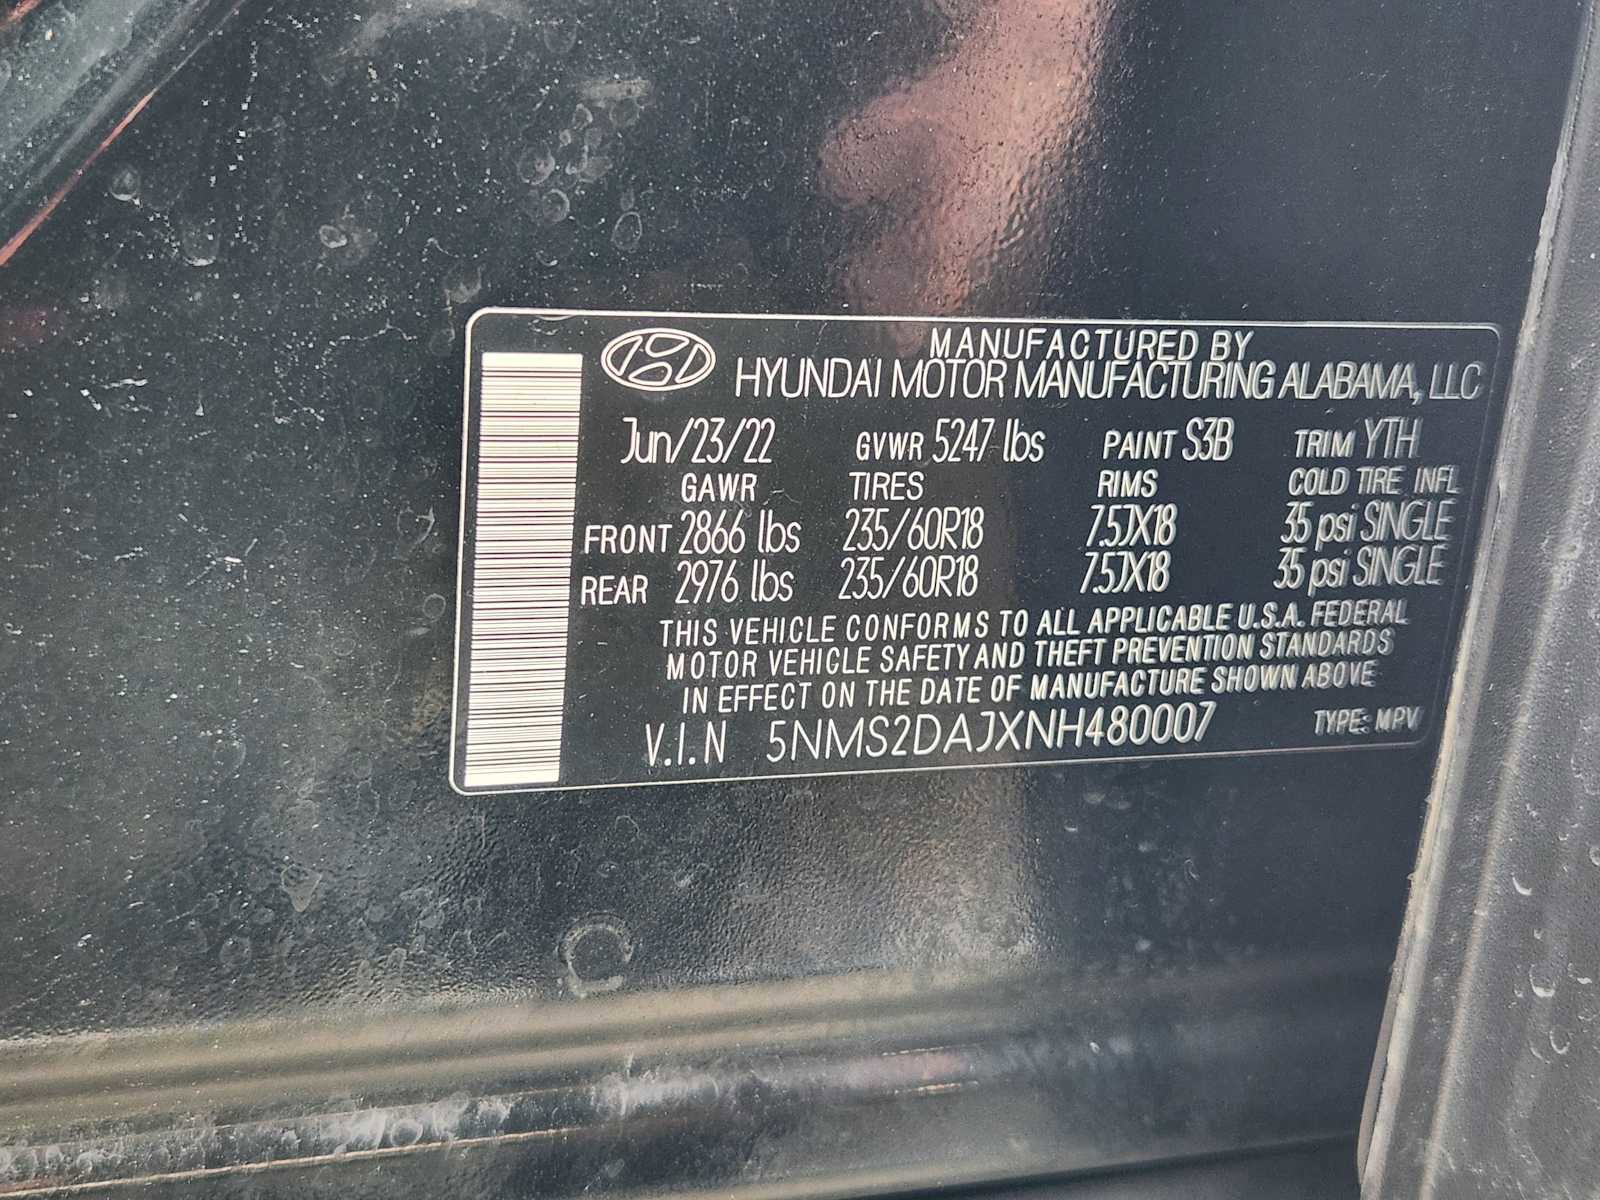 MANUFACTURED BY
HYUNDAI MOTOR MANUFACTURING ALABAMA, LLC
Jun/23/22 GVWR 5247 lbs PAINT S3B TRIM YTH
GAWR TIRES RIMS COLD TIRE INFL
FRONT 2866 lbs 235/60R18 7.5JX18 35 psi SINGLE
REAR 2976 lbs 235/60R18 7.5JX18 35 psi SINGLE
THIS VEHICLE CONFORMS TO ALL APPLICABLE U.S.A. FEDERAL
MOTOR VEHICLE SAFETY AND THEFT PREVENTION STANDARDS
IN EFFECT ON THE DATE OF MANUFACTURE SHOWN ABOVE
V.I.N 5NMS2DAJXNH480007 TYPE: MPV